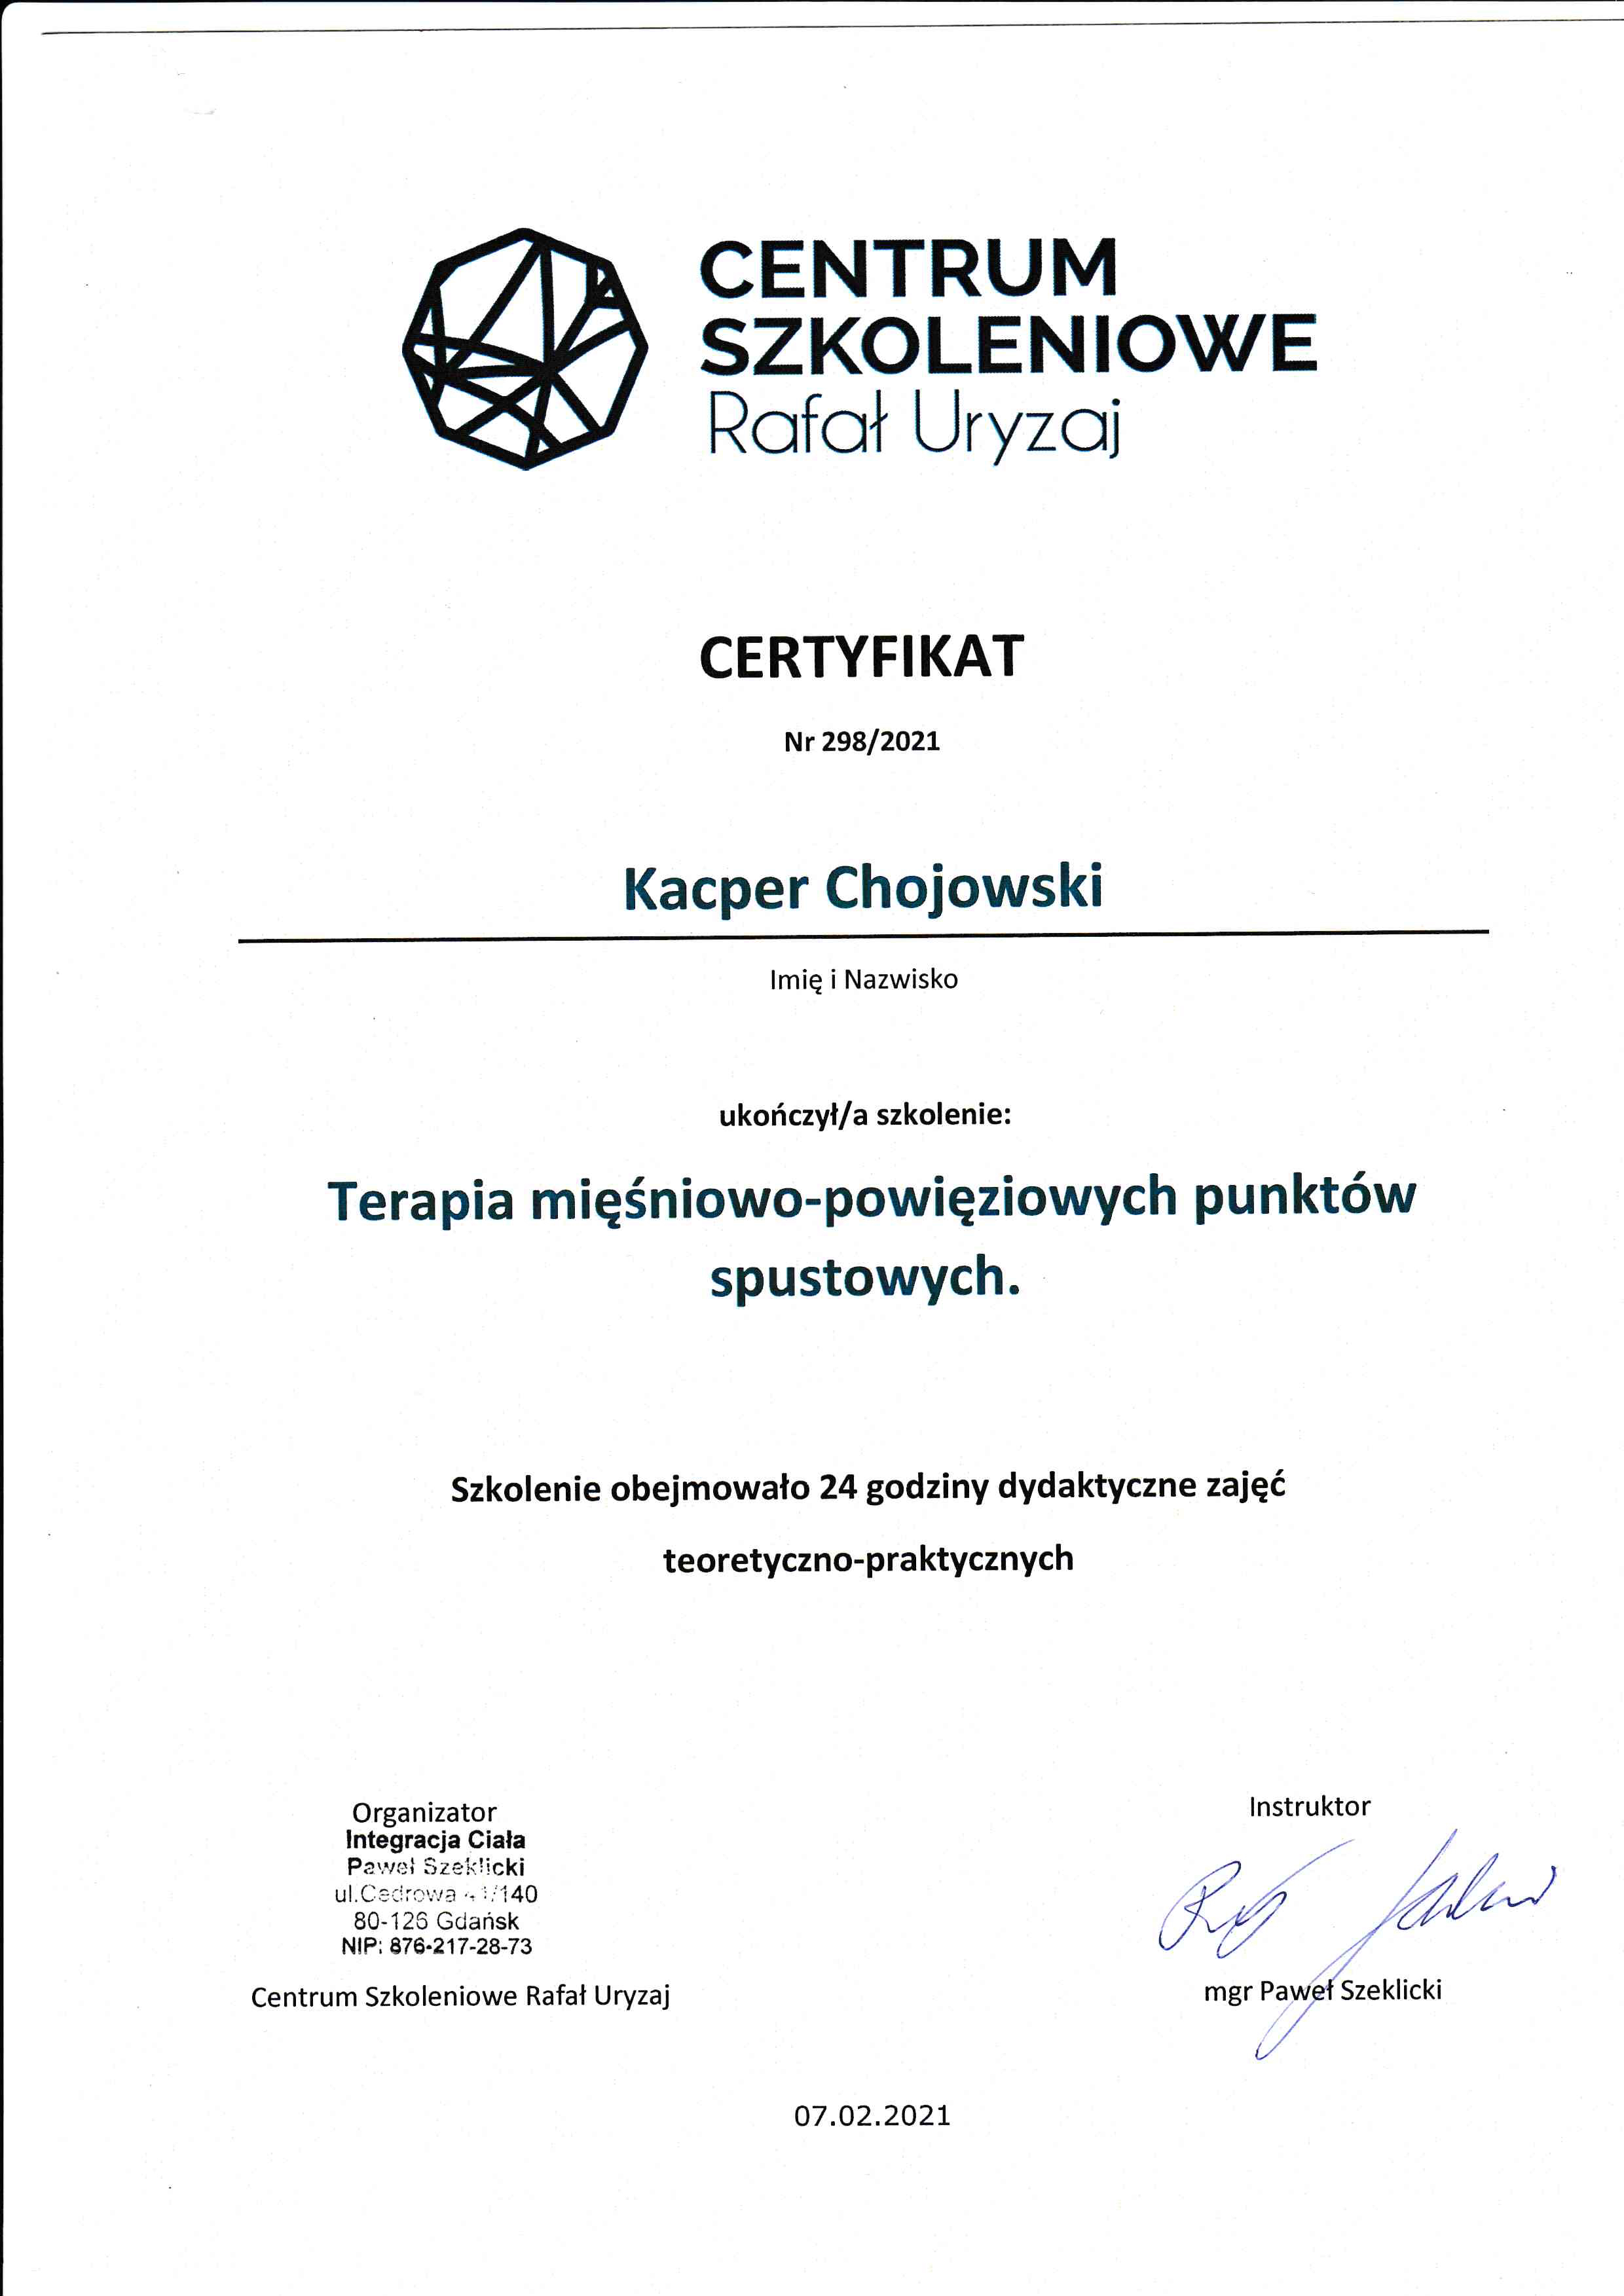 CENTRUM
SZKOLENIOWE
Rafał Uryzaj
CERTYFIKAT
Nr 298/2021
Kacper Chojowski
Imię i Nazwisko
ukończył/a szkolenie:
Terapia mięśniowo-powięziowych punktów
spustowych.
Szkolenie obejmowało 24 godziny dydaktyczne zajęć
teoretyczno-praktycznych
Organizator
Integracja Ciała
Paweł Szeklicki
ul.Cedrowa
80-126 Gdańsk
NIP: 876-217-28-73
Centrum Szkoleniowe Rafał Uryzaj
Instruktor
mgr Paweł Szeklicki
07.02.2021